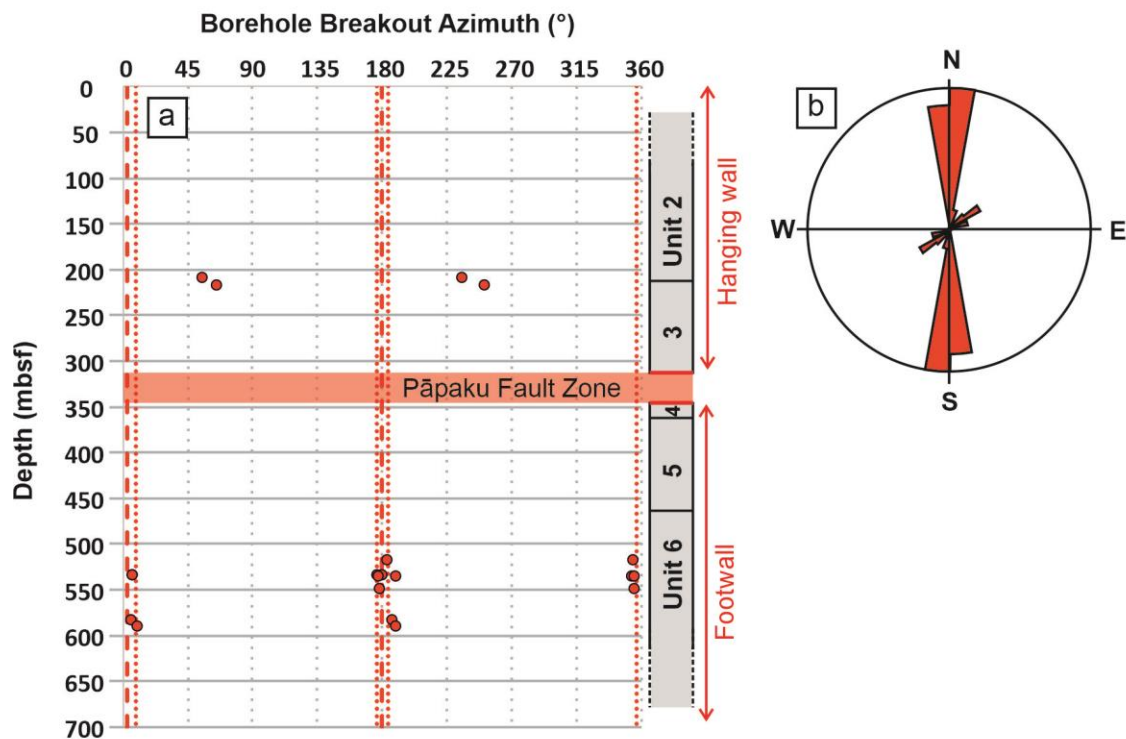 Borehole Breakout Azimuth (°)
0 45 90 135 180 225 270 315 360
Depth (mbsf)
0
50
100
150
200
250
300
350
400
450
500
550
600
650
700
a
Pāpaku Fault Zone
Unit 2
3
4
5
Unit 6
Hanging wall
Footwall
b
N
W
E
S